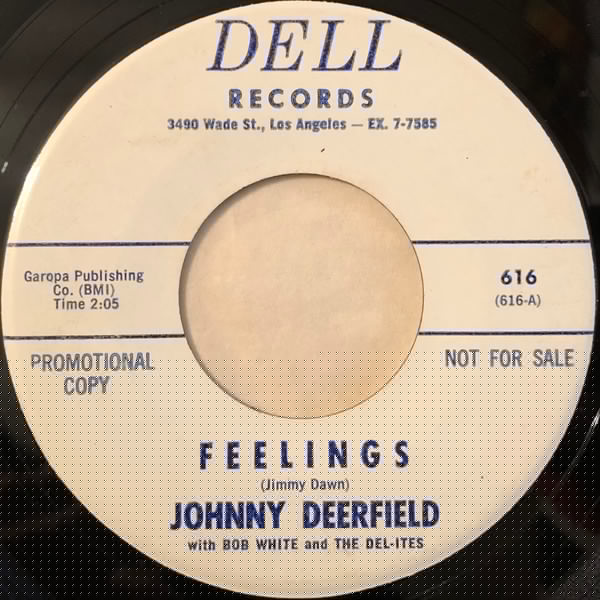 DELL
RECORDS
3490 Wade St., Los Angeles — EX. 7-7585
Garopa Publishing
Co. (BMI)
Time 2:05
616
(616-A)
PROMOTIONAL
COPY
NOT FOR SALE
FEELINGS
(Jimmy Dawn)
JOHNNY DEERFIELD
with BOB WHITE and THE DEL-ITES